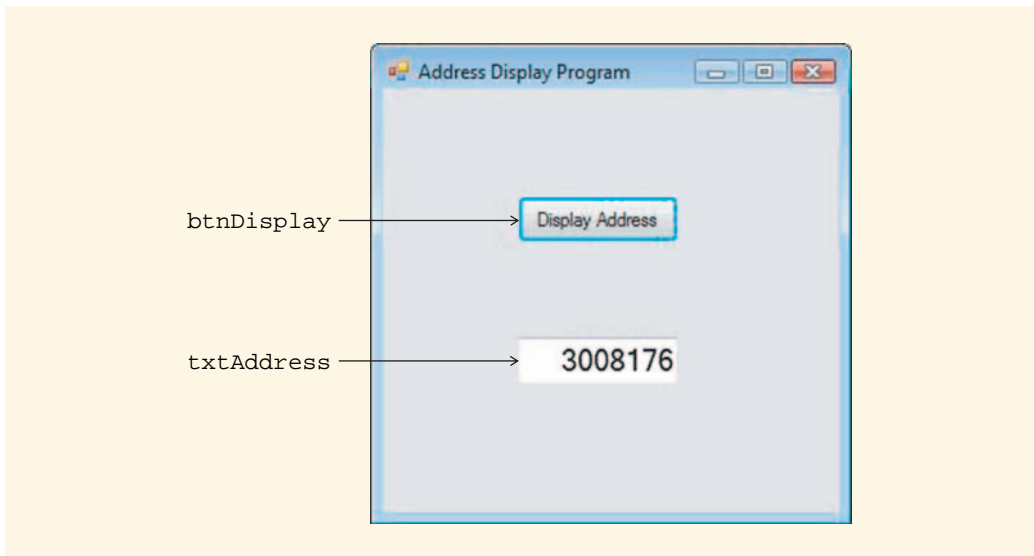 Address Display Program
btnDisplay
Display Address
txtAddress
3008176